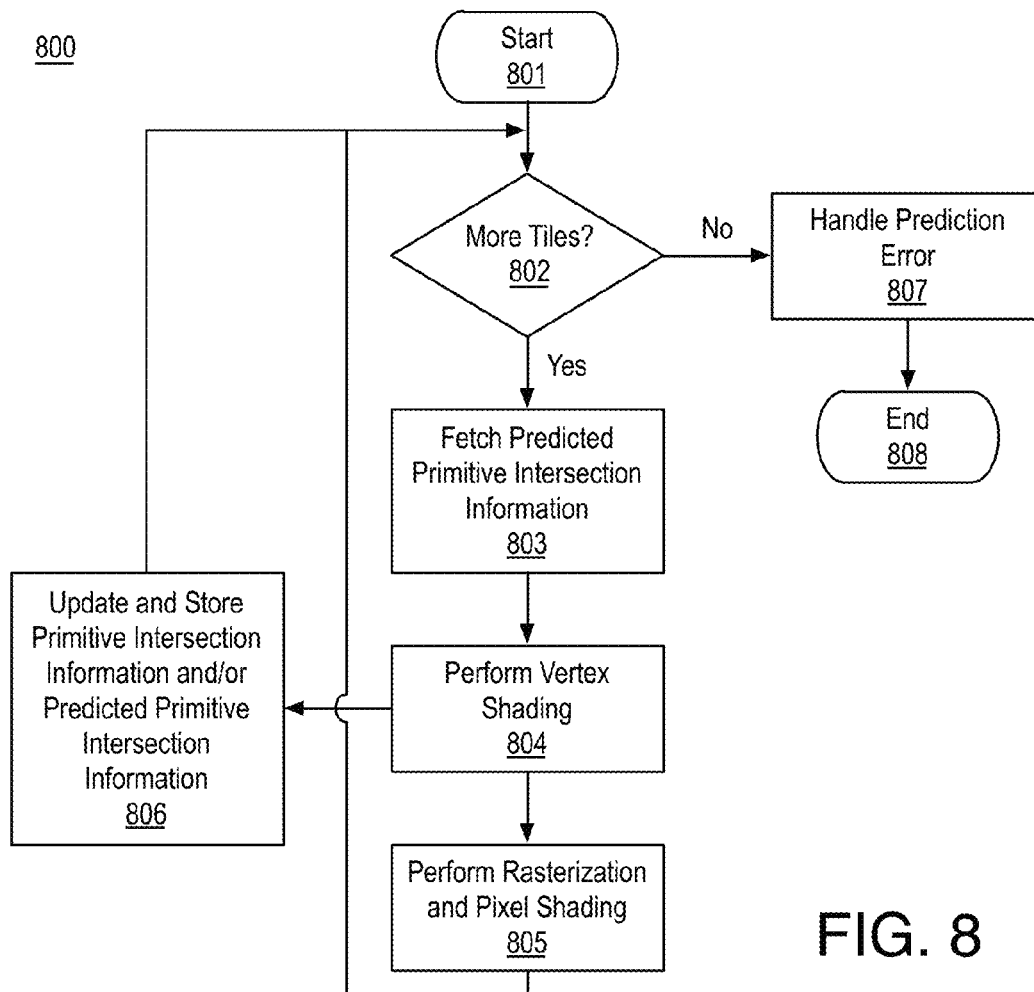 800
Start
801
More Tiles?
802
No
Handle Prediction
Error
807
Yes
End
808
Fetch Predicted
Primitive Intersection
Information
803
Update and Store
Primitive Intersection
Information and/or
Predicted Primitive
Intersection
Information
806
Perform Vertex
Shading
804
Perform Rasterization
and Pixel Shading
805
FIG. 8